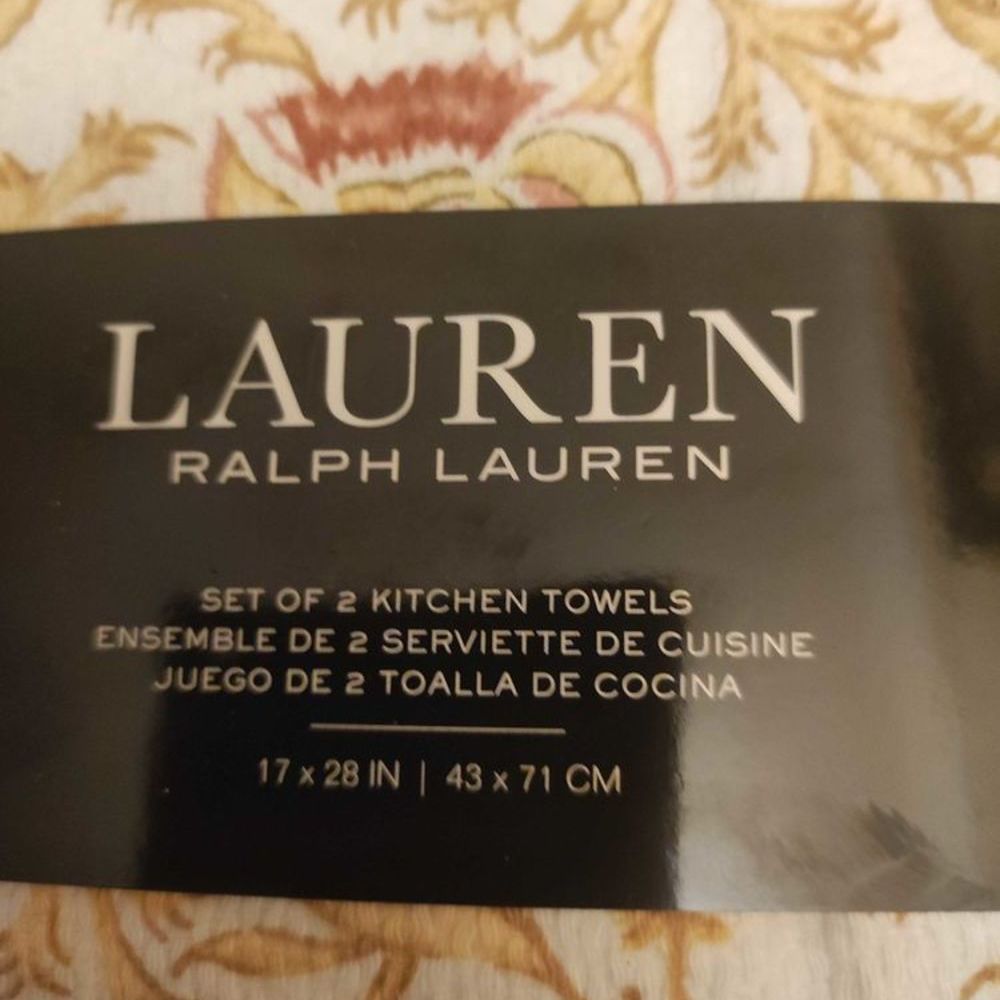 LAUREN
RALPH LAUREN
SET OF 2 KITCHEN TOWELS
ENSEMBLE DE 2 SERVIETTE DE CUISINE
JUEGO DE 2 TOALLA DE COCINA
17 x 28 IN | 43 x 71 CM